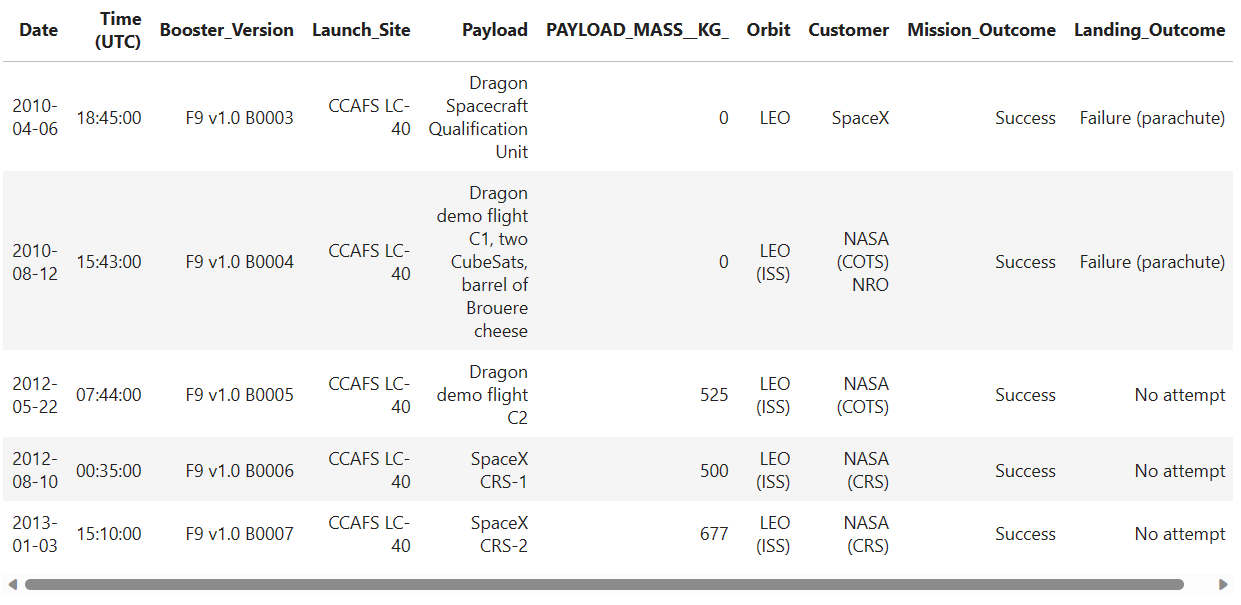 Date Time (UTC) Booster_Version Launch_Site Payload PAYLOAD_MASS__KG_ Orbit Customer Mission_Outcome Landing_Outcome
2010-04-06 18:45:00 F9 v1.0 B0003 CCAFS LC-40 Dragon Spacecraft Qualification Unit 0 LEO SpaceX Success Failure (parachute)
2010-08-12 15:43:00 F9 v1.0 B0004 CCAFS LC-40 Dragon demo flight C1, two CubeSats, barrel of Brouere cheese 0 LEO (ISS) NASA (COTS) NRO Success Failure (parachute)
2012-05-22 07:44:00 F9 v1.0 B0005 CCAFS LC-40 Dragon demo flight C2 525 LEO (ISS) NASA (COTS) Success No attempt
2012-08-10 00:35:00 F9 v1.0 B0006 CCAFS LC-40 SpaceX CRS-1 500 LEO (ISS) NASA (CRS) Success No attempt
2013-01-03 15:10:00 F9 v1.0 B0007 CCAFS LC-40 SpaceX CRS-2 677 LEO (ISS) NASA (CRS) Success No attempt